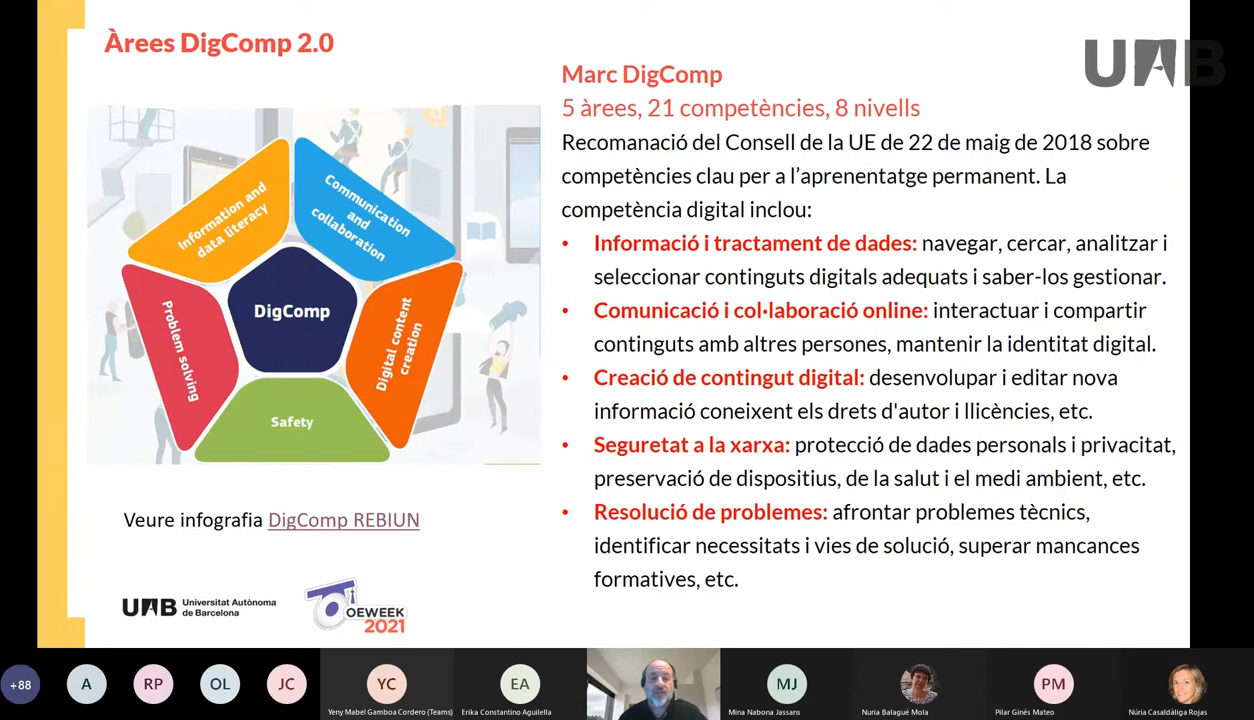 Àrees DigComp 2.0
UAB
Marc DigComp
5 àrees, 21 competències, 8 nivells
Recomanació del Consell de la UE de 22 de maig de 2018 sobre
competències clau per a l’aprenentatge permanent. La
competència digital inclou:
• Informació i tractament de dades: navegar, cercar, analitzar i
seleccionar continguts digitals adequats i saber-los gestionar.
• Comunicació i col·laboració online: interactuar i compartir
continguts amb altres persones, mantenir la identitat digital.
• Creació de contingut digital: desenvolupar i editar nova
informació coneixent els drets d'autor i llicències, etc.
• Seguretat a la xarxa: protecció de dades personals i privacitat,
preservació de dispositius, de la salut i el medi ambient, etc.
• Resolució de problemes: afrontar problemes tècnics,
identificar necessitats i vies de solució, superar mancances
formatives, etc.
Information and
data literacy
Communication
and
collaboration
Problem solving
DigComp
Digital content
creation
Safety
Veure infografia DigComp REBIUN
UAB
Universitat Autònoma
de Barcelona
OEWEEK
2021
+88
A
RP
OL
JC
YC
Yeny Mabel Gamboa Cordero (Teams)
EA
Erika Constantino Aguilella
MJ
Mina Nabona Jassans
Nuria Balagué Mola
PM
Pilar Ginés Mateo
Núria Casaldàliga Rojas